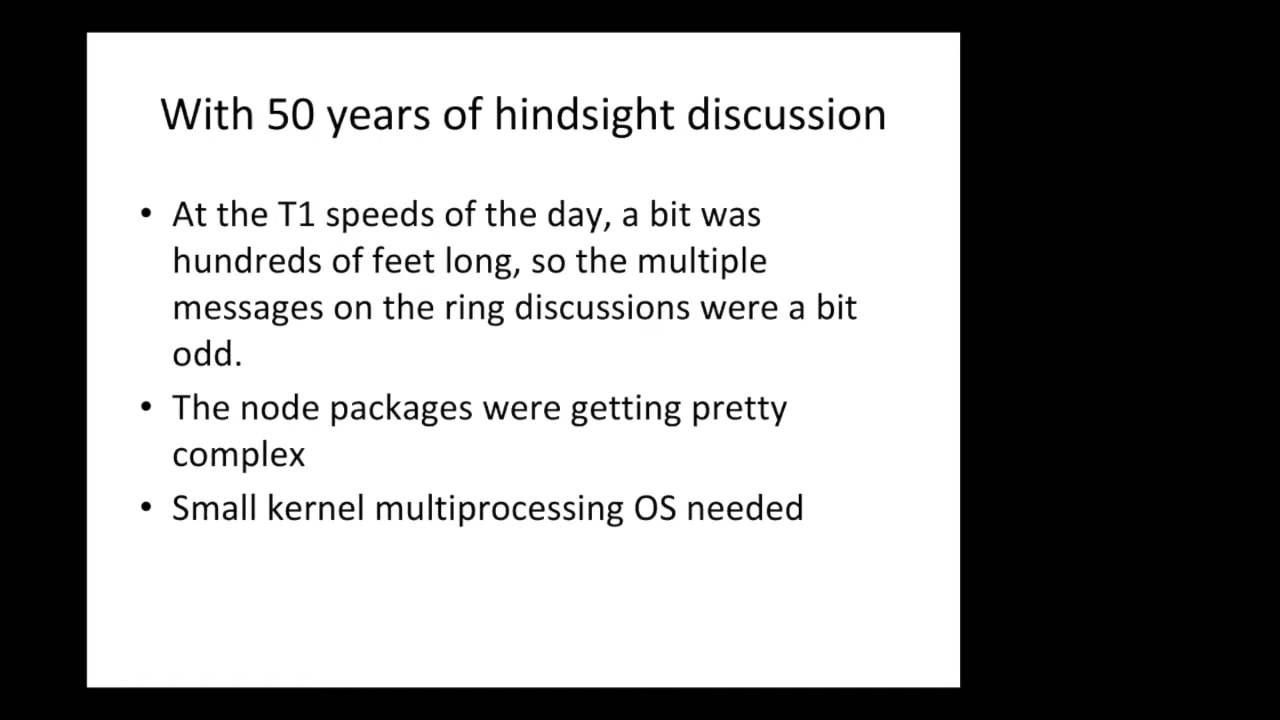 With 50 years of hindsight discussion
• At the T1 speeds of the day, a bit was
hundreds of feet long, so the multiple
messages on the ring discussions were a bit
odd.
• The node packages were getting pretty
complex
• Small kernel multiprocessing OS needed